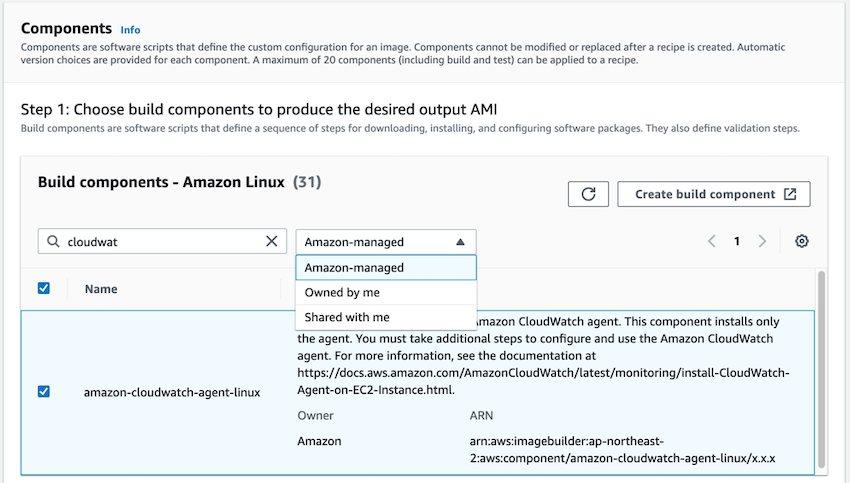 Components Info
Components are software scripts that define the custom configuration for an image. Components cannot be modified or replaced after a recipe is created. Automatic
version choices are provided for each component. A maximum of 20 components (including build and test) can be applied to a recipe.
Step 1: Choose build components to produce the desired output AMI
Build components are software scripts that define a sequence of steps for downloading, installing, and configuring software packages. They also define validation steps.
Build components - Amazon Linux (31)
Create build component
cloudwat
Amazon-managed
1
Amazon-managed
Owned by me
Shared with me
Name
Amazon CloudWatch agent. This component installs only
the agent. You must take additional steps to configure and use the Amazon CloudWatch
agent. For more information, see the documentation at
https://docs.aws.amazon.com/AmazonCloudWatch/latest/monitoring/install-CloudWatch-
Agent-on-EC2-Instance.html.
amazon-cloudwatch-agent-linux
Owner
ARN
Amazon
arn:aws:imagebuilder:ap-northeast-
2:aws:component/amazon-cloudwatch-agent-linux/x.x.x